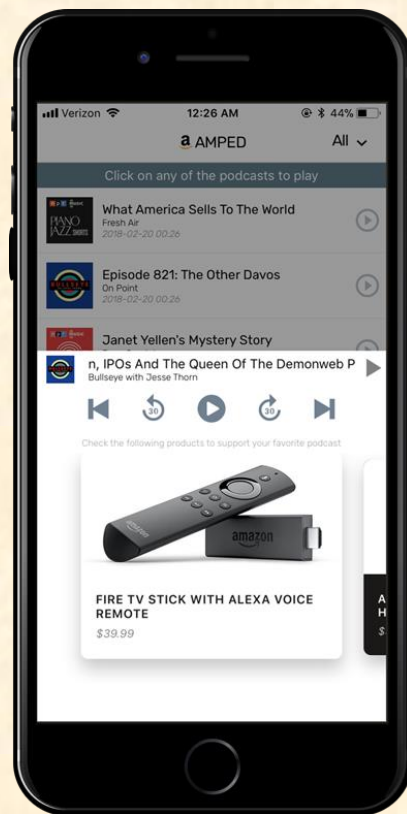 Verizon 12:26 AM 44%
a AMPED All
Click on any of the podcasts to play
PIANO JAZZ SHORTS
What America Sells To The World
Fresh Air
2018-02-20 00:26
BULLSEYE
Episode 821: The Other Davos
On Point
2018-02-20 00:26
Janet Yellen's Mystery Story
n, IPOs And The Queen Of The Demonweb P
Bullseye with Jesse Thorn
30 30
Check the following products to support your favorite podcast
amazon
FIRE TV STICK WITH ALEXA VOICE
REMOTE
$39.99
A
H
$